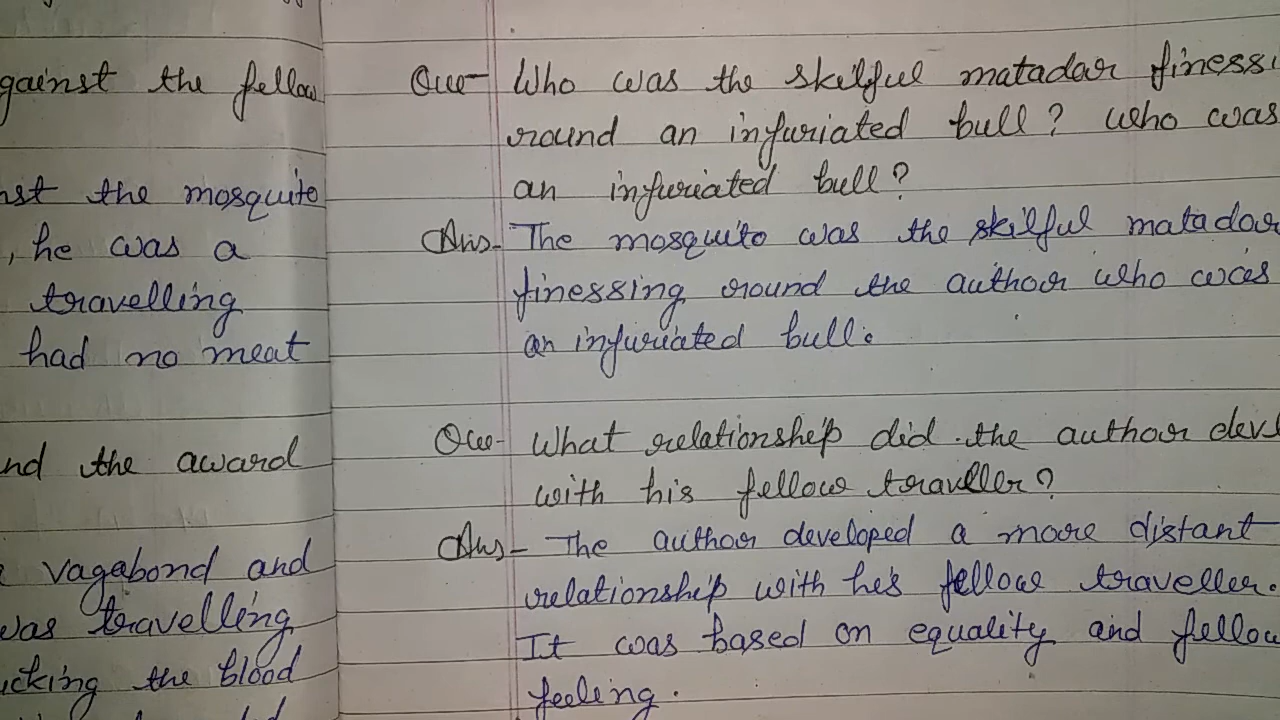 gainst the fellow
nst the mosquito
, he was a
travelling
had no meat
nd the award
vagabond and
was travelling
ucking the blood
Que- Who was the skilful matador finessi
round an infuriated bull? Who was
an infuriated bull?
Ans- The mosquito was the skilful matador
finessing round the author who was
an infuriated bull.
Que- What relationship did the author deve
with his fellow traveller?
Ans- The author developed a more distant
relationship with his fellow traveller.
It was based on equality and fellow
feeling.